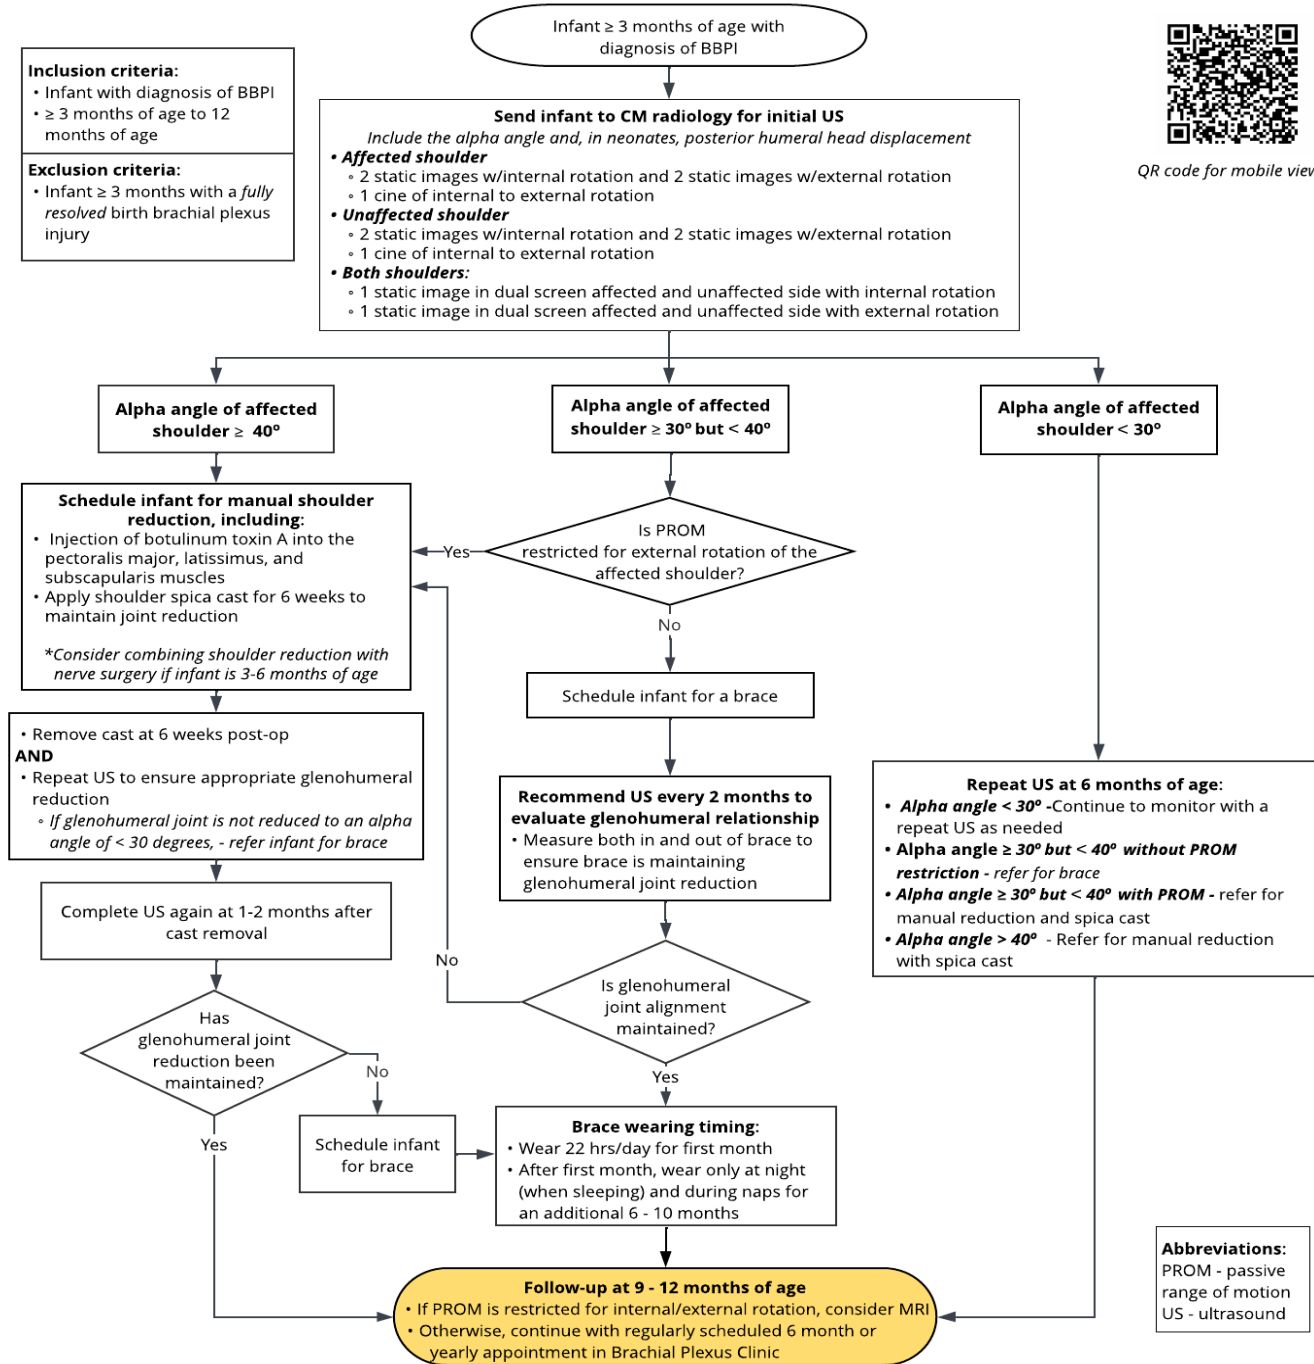 Infant ≥ 3 months of age with
diagnosis of BBPI
QR code for mobile view
Inclusion criteria:
• Infant with diagnosis of BBPI
• ≥ 3 months of age to 12
months of age
Exclusion criteria:
• Infant ≥ 3 months with a fully
resolved birth brachial plexus
injury
Send infant to CM radiology for initial US
Include the alpha angle and, in neonates, posterior humeral head displacement
• Affected shoulder
◦ 2 static images w/internal rotation and 2 static images w/external rotation
◦ 1 cine of internal to external rotation
• Unaffected shoulder
◦ 2 static images w/internal rotation and 2 static images w/external rotation
◦ 1 cine of internal to external rotation
• Both shoulders:
◦ 1 static image in dual screen affected and unaffected side with internal rotation
◦ 1 static image in dual screen affected and unaffected side with external rotation
Alpha angle of affected
shoulder ≥ 40º
Alpha angle of affected
shoulder ≥ 30º but < 40º
Alpha angle of affected
shoulder < 30º
Schedule infant for manual shoulder
reduction, including:
• Injection of botulinum toxin A into the
pectoralis major, latissimus, and
subscapularis muscles
• Apply shoulder spica cast for 6 weeks to
maintain joint reduction
*Consider combining shoulder reduction with
nerve surgery if infant is 3-6 months of age
Yes
Is PROM
restricted for external rotation of the
affected shoulder?
No
Schedule infant for a brace
• Remove cast at 6 weeks post-op
AND
• Repeat US to ensure appropriate glenohumeral
reduction
◦ If glenohumeral joint is not reduced to an alpha
angle of < 30 degrees, - refer infant for brace
Recommend US every 2 months to
evaluate glenohumeral relationship
• Measure both in and out of brace to
ensure brace is maintaining
glenohumeral joint reduction
Repeat US at 6 months of age:
• Alpha angle < 30º -Continue to monitor with a
repeat US as needed
• Alpha angle ≥ 30º but < 40º without PROM
restriction - refer for brace
• Alpha angle ≥ 30º but < 40º with PROM - refer for
manual reduction and spica cast
• Alpha angle > 40º - Refer for manual reduction
with spica cast
Complete US again at 1-2 months after
cast removal
No
Is glenohumeral
joint alignment
maintained?
Yes
Has
glenohumeral joint
reduction been
maintained?
No
Yes
Schedule infant
for brace
Brace wearing timing:
• Wear 22 hrs/day for first month
• After first month, wear only at night
(when sleeping) and during naps for
an additional 6 - 10 months
Follow-up at 9 - 12 months of age
• If PROM is restricted for internal/external rotation, consider MRI
• Otherwise, continue with regularly scheduled 6 month or
yearly appointment in Brachial Plexus Clinic
Abbreviations:
PROM - passive
range of motion
US - ultrasound